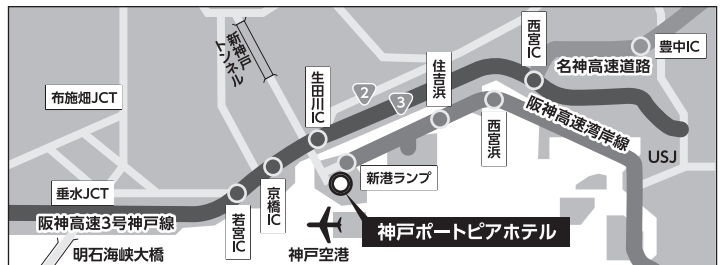 新神戸
トンネル
西宮IC
豊中IC
名神高速道路
住吉浜
生田川IC
2
3
布施畑JCT
阪神高速湾岸線
西宮浜
USJ
新港ランプ
垂水JCT
京橋IC
若宮IC
阪神高速3号神戸線
神戸ポートピアホテル
明石海峡大橋
神戸空港